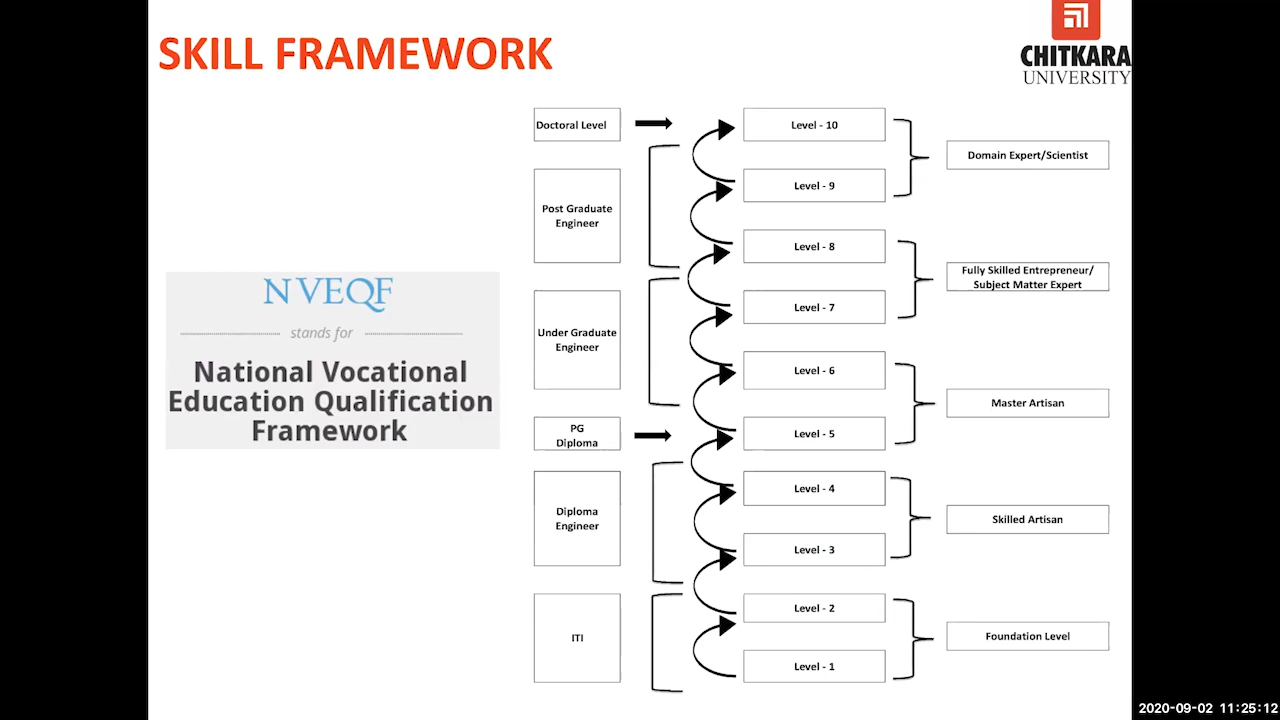 SKILL FRAMEWORK
CHITKARA
UNIVERSITY
NVEQF
stands for
National Vocational
Education Qualification
Framework
Doctoral Level
Post Graduate
Engineer
Under Graduate
Engineer
PG
Diploma
Diploma
Engineer
ITI
Level - 10
Level - 9
Level - 8
Level - 7
Level - 6
Level - 5
Level - 4
Level - 3
Level - 2
Level - 1
Domain Expert/Scientist
Fully Skilled Entrepreneur/
Subject Matter Expert
Master Artisan
Skilled Artisan
Foundation Level
2020-09-02 11:25:12